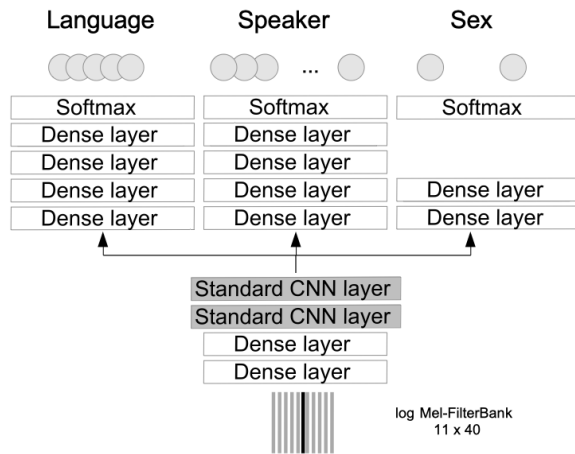 Language Speaker Sex
...
Softmax Softmax Softmax
Dense layer Dense layer
Dense layer Dense layer
Dense layer Dense layer Dense layer
Dense layer Dense layer Dense layer
Standard CNN layer
Standard CNN layer
Dense layer
Dense layer
log Mel-FilterBank
11 x 40